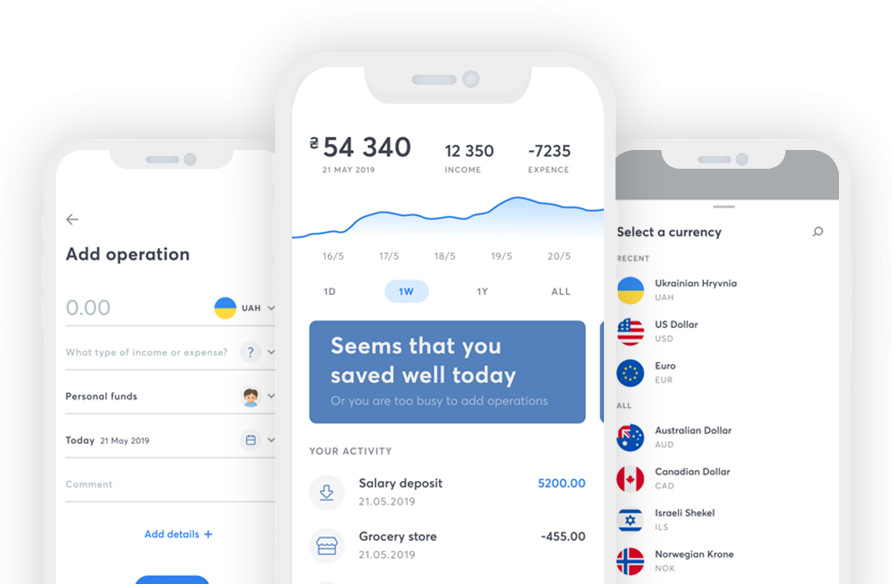 Add operation
0.00
UAH
What type of income or expense?
?
Personal funds
Today 21 May 2019
Comment
Add details +
₴54 340
21 MAY 2019
12 350
INCOME
-7235
EXPENCE
16/5 17/5 18/5 19/5 20/5
1D 1W 1Y ALL
Seems that you
saved well today
Or you are too busy to add operations
YOUR ACTIVITY
Salary deposit 5200.00
21.05.2019
Grocery store -455.00
21.05.2019
Select a currency
RECENT
Ukrainian Hryvnia
UAH
US Dollar
USD
Euro
EUR
ALL
Australian Dollar
AUD
Canadian Dollar
CAD
Israeli Shekel
ILS
Norwegian Krone
NOK